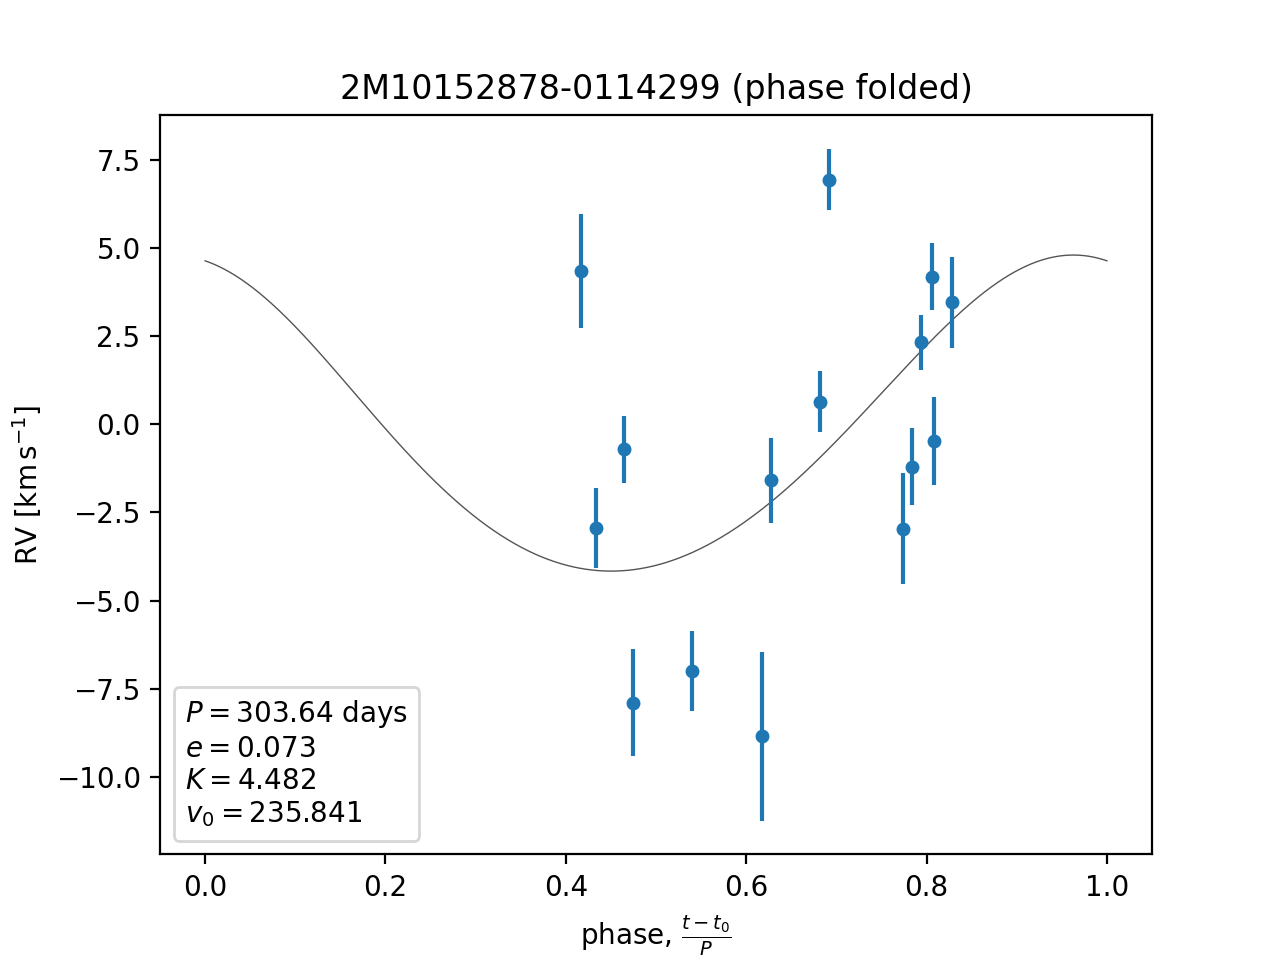 2M10152878-0114299 (phase folded)
RV [km s⁻¹]
7.5
5.0
2.5
0.0
−2.5
−5.0
−7.5
−10.0
P = 303.64 days
e = 0.073
K = 4.482
v₀ = 235.841
0.0 0.2 0.4 0.6 0.8 1.0
phase, (t − t₀)/P